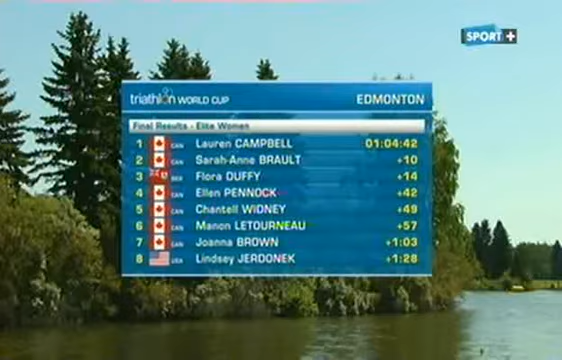 SPORT +
triathlon WORLD CUP EDMONTON
Final Results - Elite Women
1 CAN Lauren CAMPBELL 01:04:42
2 CAN Sarah-Anne BRAULT +10
3 BER Flora DUFFY +14
4 CAN Ellen PENNOCK +42
5 CAN Chantell WIDNEY +49
6 CAN Manon LETOURNEAU +57
7 CAN Joanna BROWN +1:03
8 USA Lindsey JERDONEK +1:28